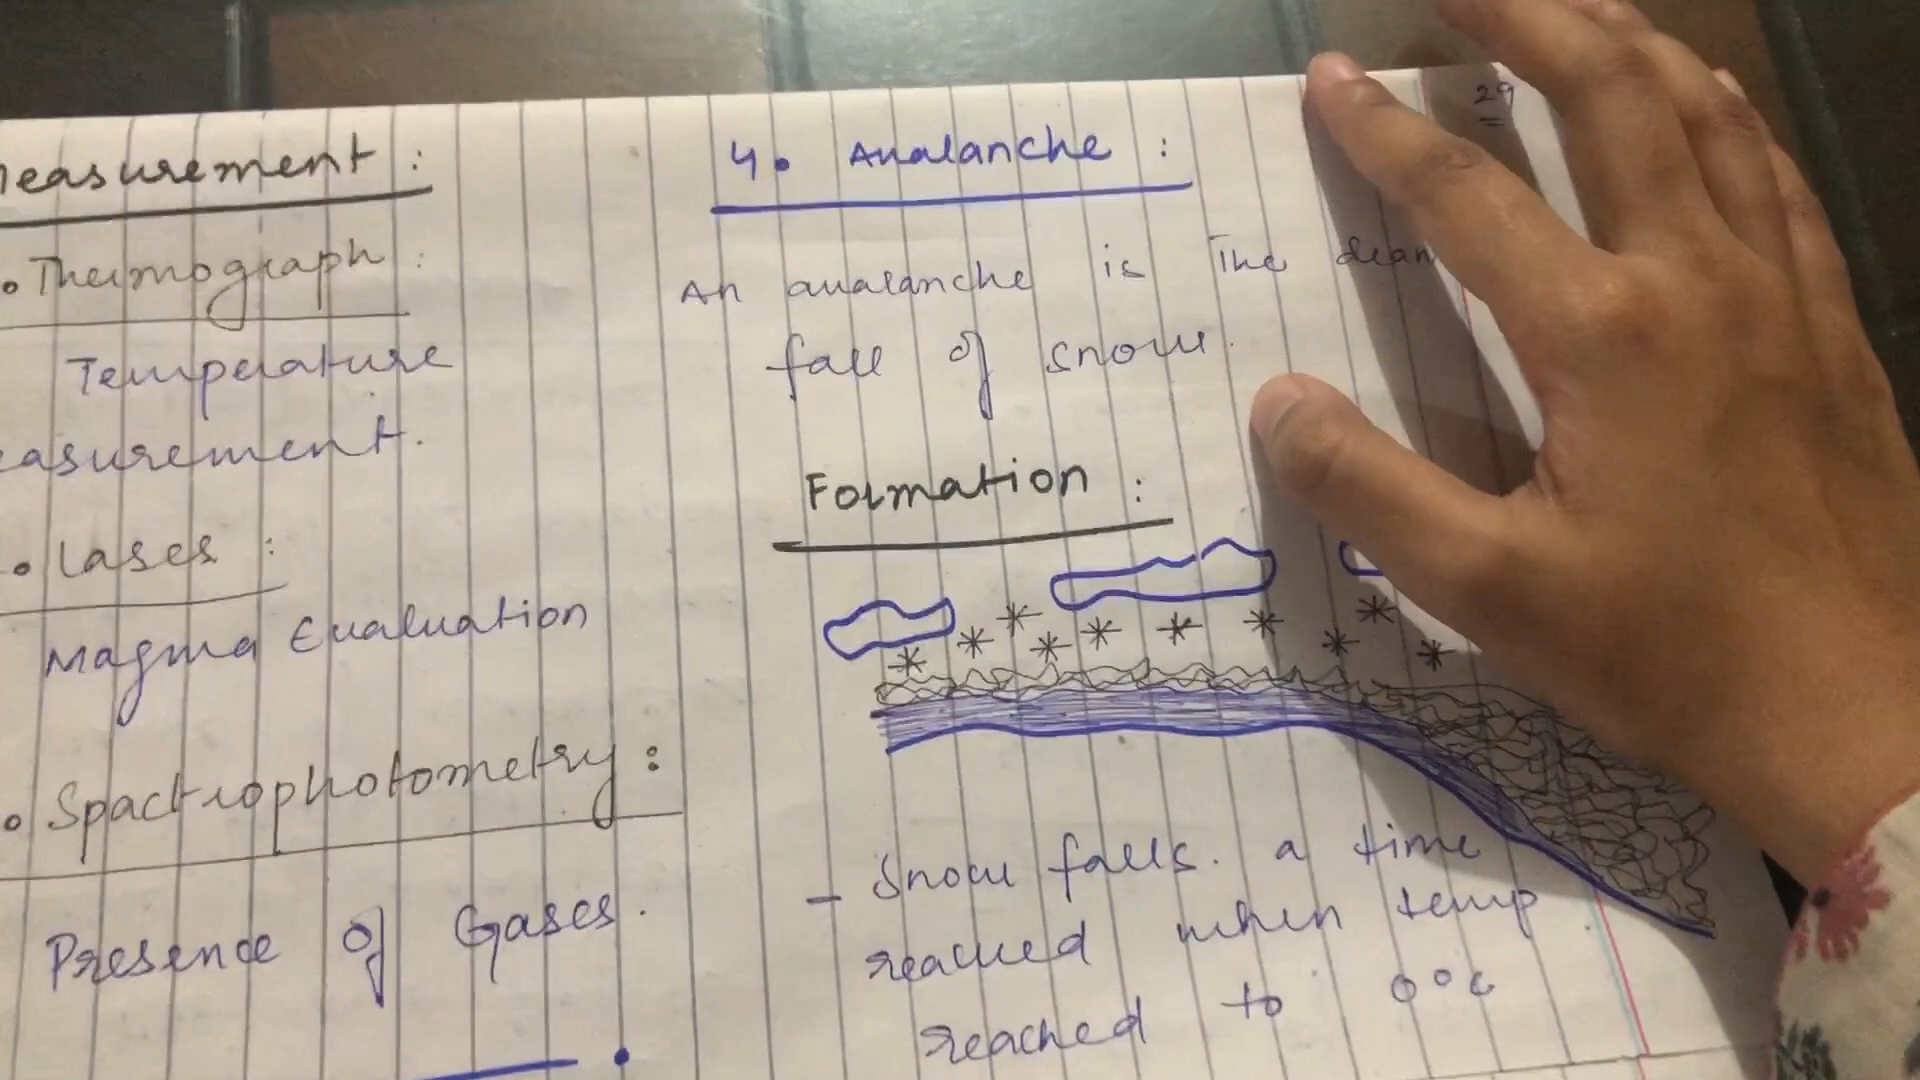 29
easurement :
• Thermograph :
Temperature
easurement.
• Lases :
Magma Evaluation
• Spactrophotometry :
Presence of Gases.
4. Avalanche :
An avalanche is The
fall of snow.
Formation :
- Snow falls. a time
reached when temp
reached to 0°C